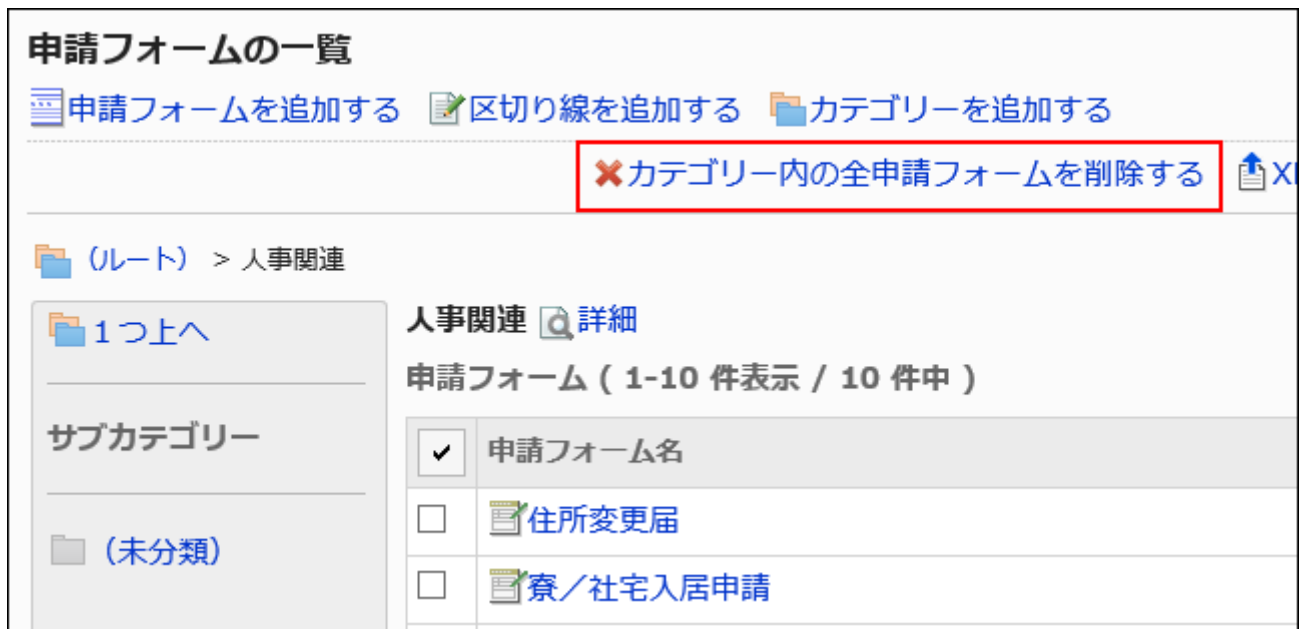 申請フォームの一覧
申請フォームを追加する 区切り線を追加する カテゴリーを追加する
カテゴリー内の全申請フォームを削除する
(ルート) > 人事関連
1つ上へ
サブカテゴリー
(未分類)
人事関連 詳細
申請フォーム ( 1-10 件表示 / 10 件中 )
申請フォーム名
住所変更届
寮／社宅入居申請